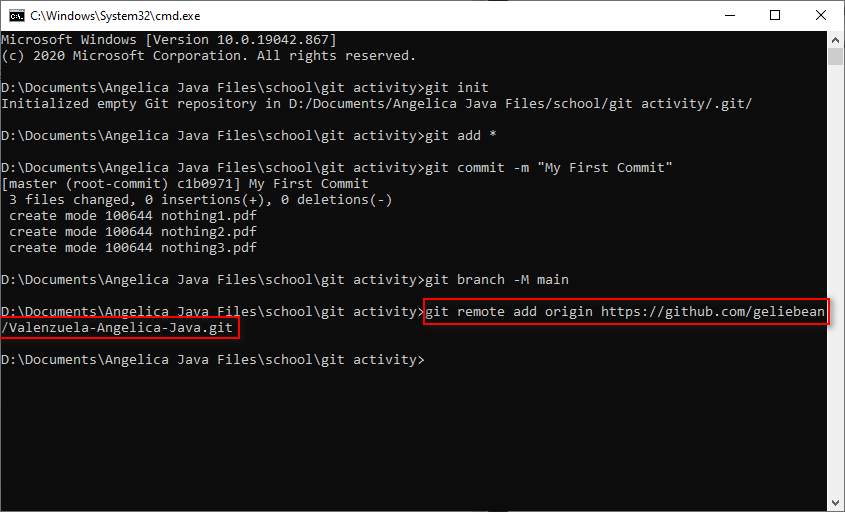 C:\Windows\System32\cmd.exe
Microsoft Windows [Version 10.0.19042.867]
(c) 2020 Microsoft Corporation. All rights reserved.
D:\Documents\Angelica Java Files\school\git activity>git init
Initialized empty Git repository in D:/Documents/Angelica Java Files/school/git activity/.git/
D:\Documents\Angelica Java Files\school\git activity>git add *
D:\Documents\Angelica Java Files\school\git activity>git commit -m "My First Commit"
[master (root-commit) c1b0971] My First Commit
 3 files changed, 0 insertions(+), 0 deletions(-)
 create mode 100644 nothing1.pdf
 create mode 100644 nothing2.pdf
 create mode 100644 nothing3.pdf
D:\Documents\Angelica Java Files\school\git activity>git branch -M main
D:\Documents\Angelica Java Files\school\git activity>git remote add origin https://github.com/geliebean
/Valenzuela-Angelica-Java.git
D:\Documents\Angelica Java Files\school\git activity>